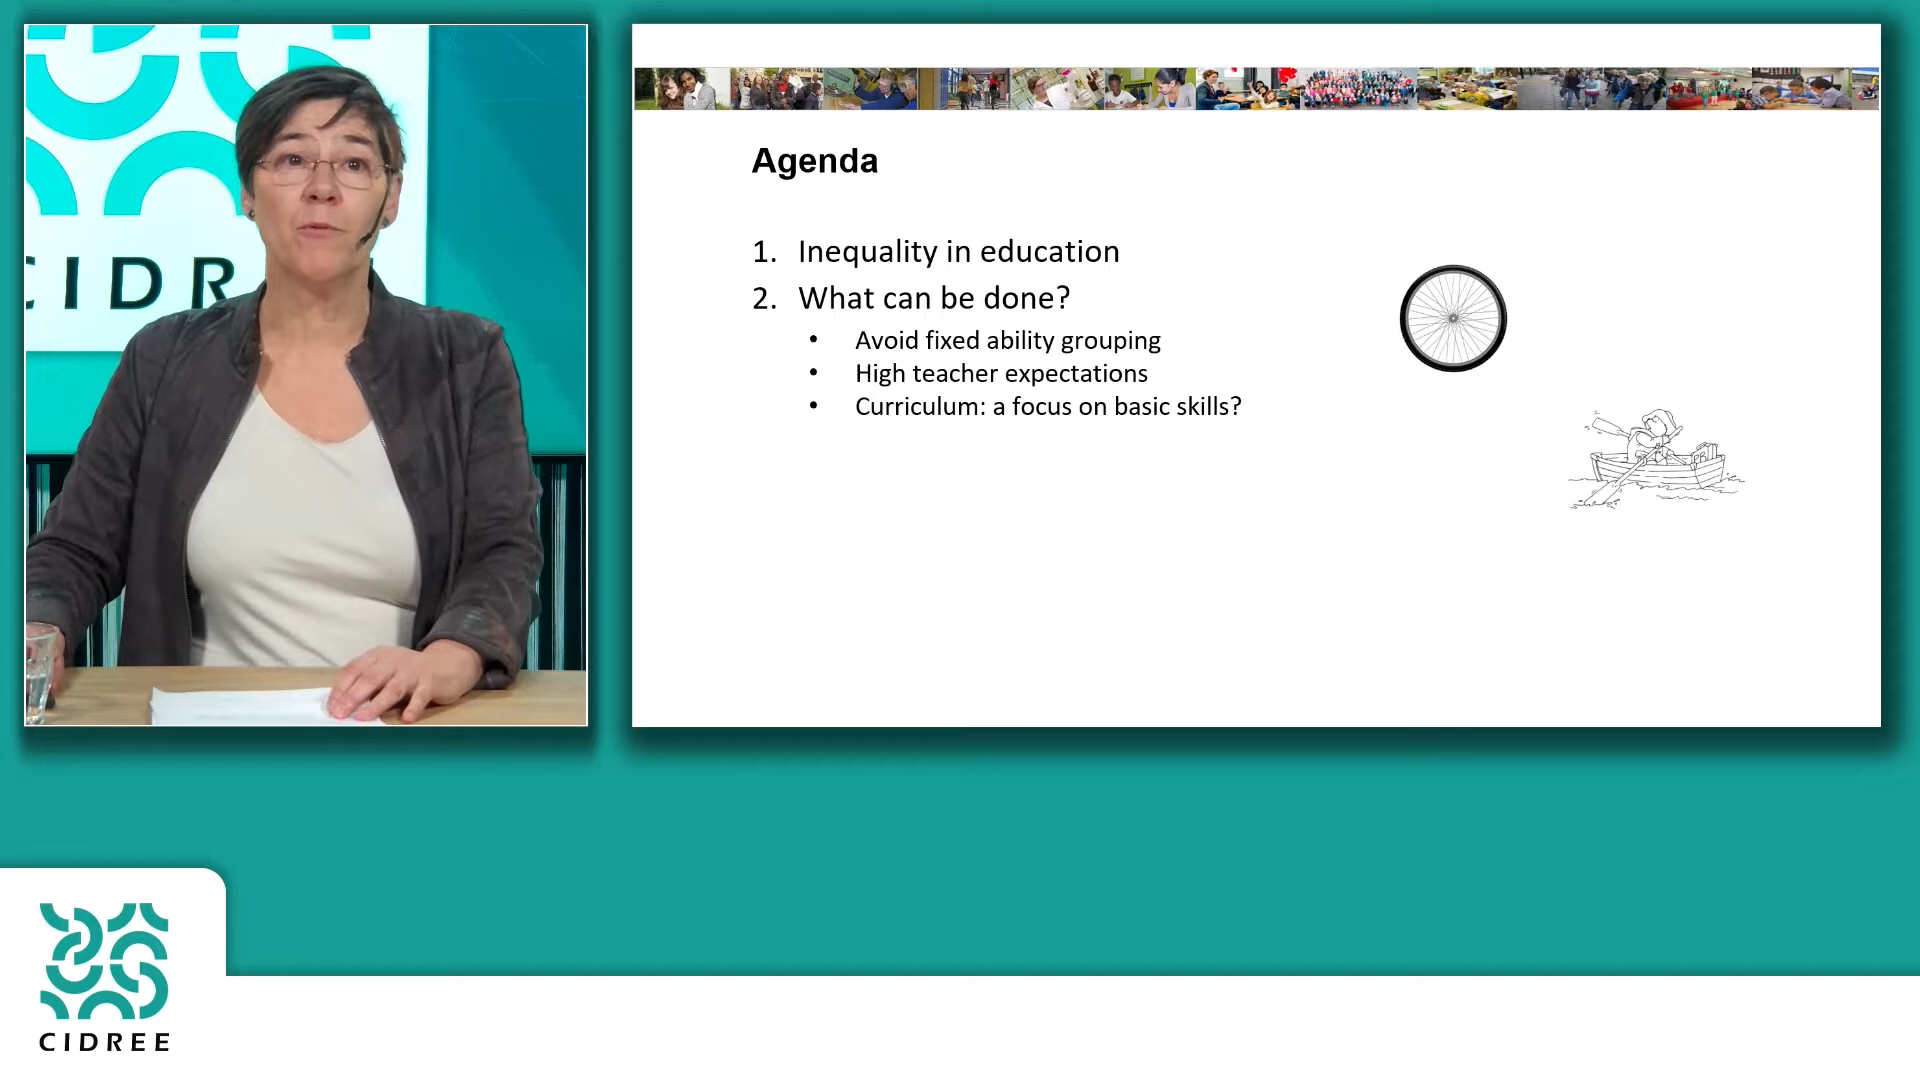 CIDR
Agenda
1. Inequality in education
2. What can be done?
• Avoid fixed ability grouping
• High teacher expectations
• Curriculum: a focus on basic skills?
CIDREE